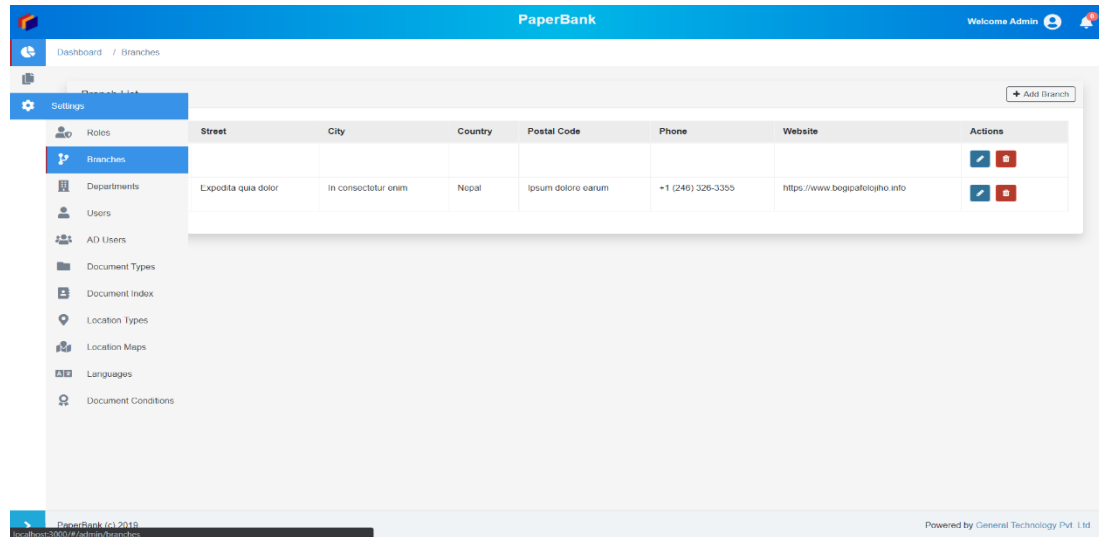 PaperBank
Welcome Admin
0
Dashboard / Branches
Branch List
+ Add Branch
Settings
Street City Country Postal Code Phone Website Actions
Roles
Branches
Departments
Expedita quia dolor In consectetur enim Nepal Ipsum dolore earum +1 (246) 326-3355 https://www.begipafelojiho.info
Users
AD Users
Document Types
Document Index
Location Types
Location Maps
Languages
Document Conditions
PaperBank (c) 2019 Powered by General Technology Pvt. Ltd
localhost:3000/#/admin/branches